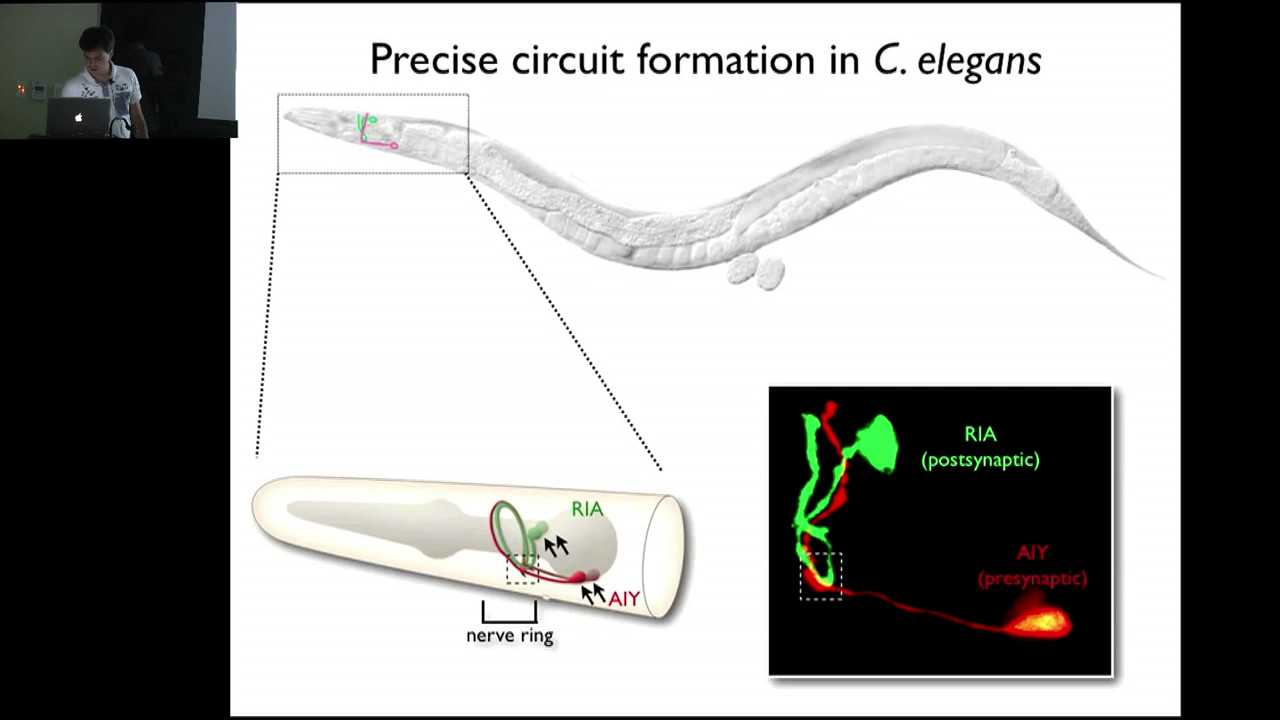 Precise circuit formation in C. elegans
RIA
(postsynaptic)
AIY
(presynaptic)
RIA
AIY
nerve ring